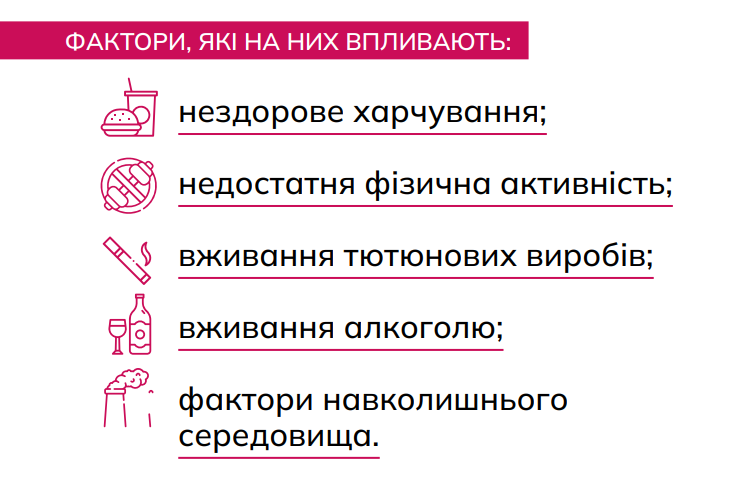 ФАКТОРИ, ЯКІ НА НИХ ВПЛИВАЮТЬ:
нездорове харчування;
недостатня фізична активність;
вживання тютюнових виробів;
вживання алкоголю;
фактори навколишнього
середовища.